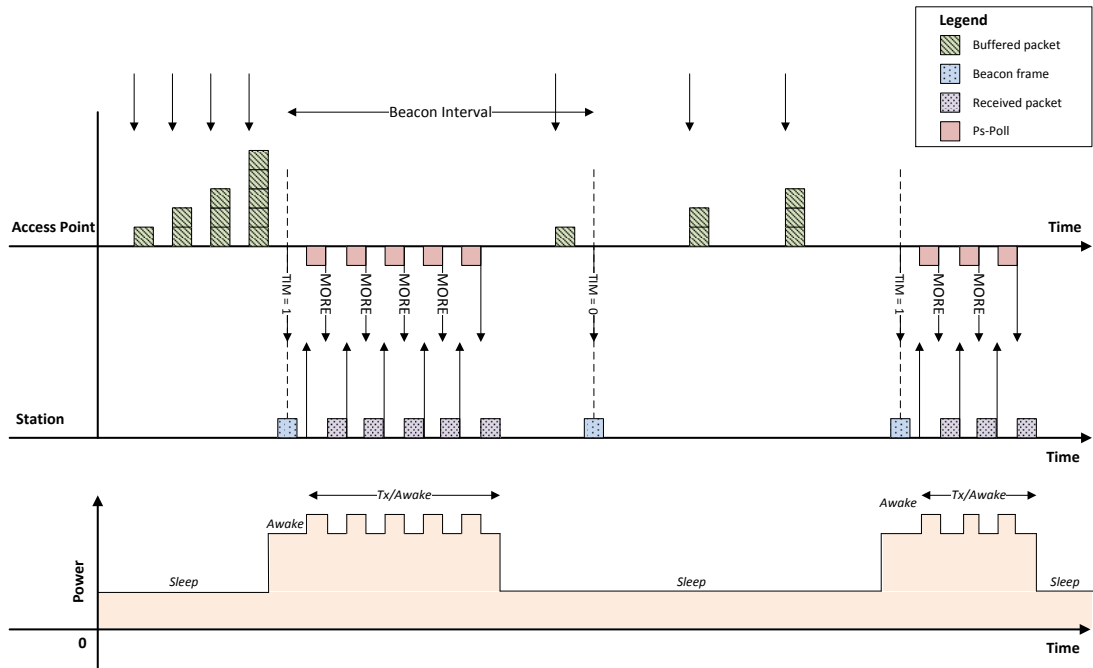 Legend
Buffered packet
Beacon frame
Received packet
Ps-Poll
Beacon Interval
Access Point
Time
TIM = 1
MORE
MORE
MORE
MORE
TIM = 0
TIM = 1
MORE
MORE
Station
Time
Tx/Awake
Awake
Tx/Awake
Awake
Sleep
Sleep
Sleep
Power
0
Time